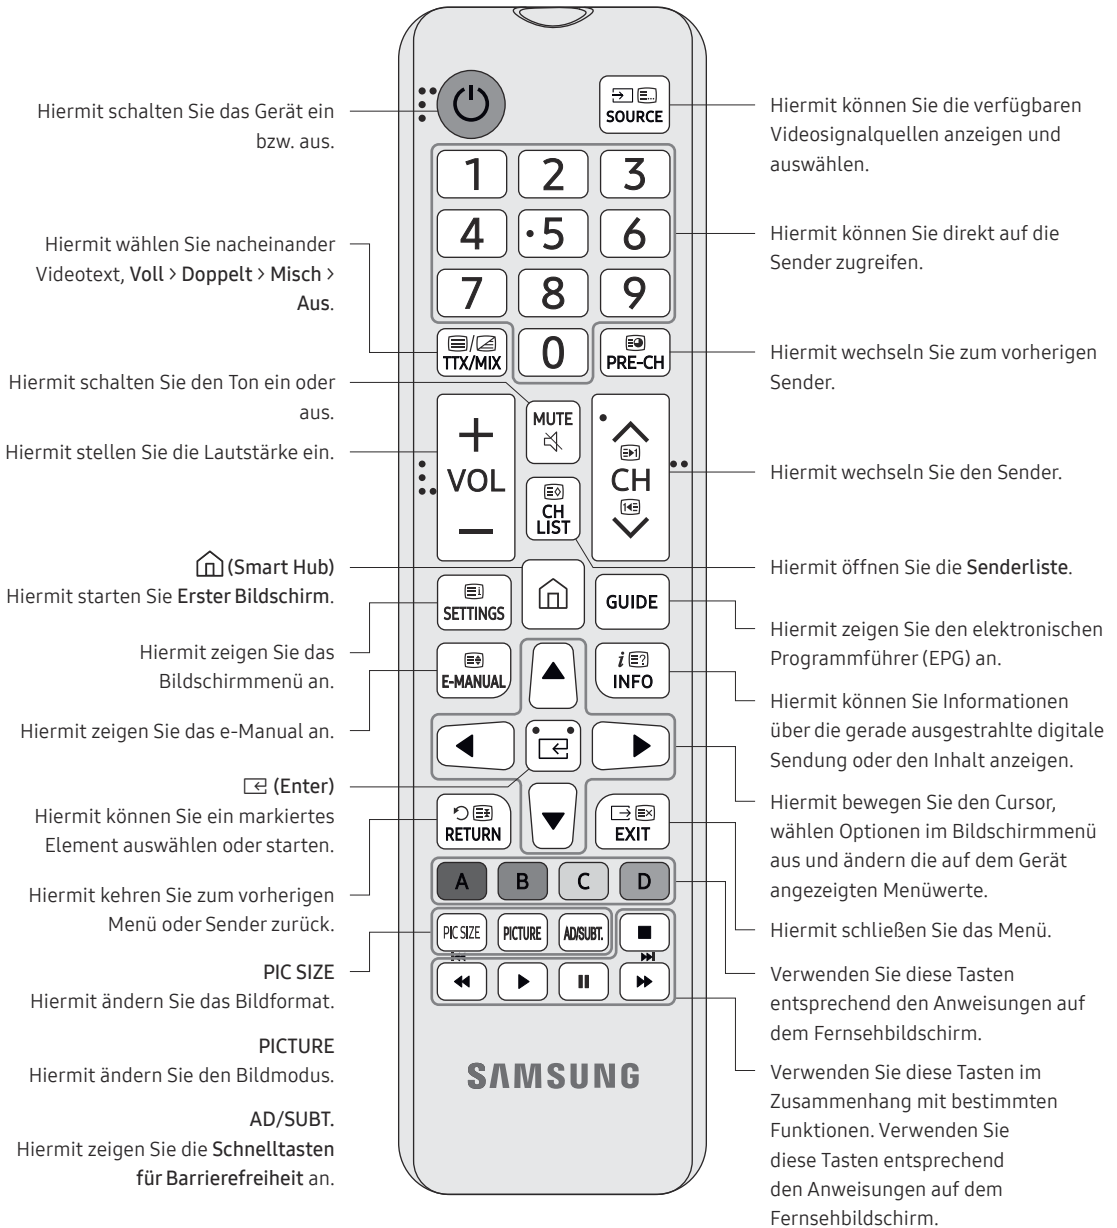 Hiermit schalten Sie das Gerät ein
bzw. aus.
Hiermit wählen Sie nacheinander
Videotext, Voll > Doppelt > Misch >
Aus.
Hiermit schalten Sie den Ton ein oder
aus.
Hiermit stellen Sie die Lautstärke ein.
(Smart Hub)
Hiermit starten Sie Erster Bildschirm.
Hiermit zeigen Sie das
Bildschirmmenü an.
Hiermit zeigen Sie das e-Manual an.
(Enter)
Hiermit können Sie ein markiertes
Element auswählen oder starten.
Hiermit kehren Sie zum vorherigen
Menü oder Sender zurück.
PIC SIZE
Hiermit ändern Sie das Bildformat.
PICTURE
Hiermit ändern Sie den Bildmodus.
AD/SUBT.
Hiermit zeigen Sie die Schnelltasten
für Barrierefreiheit an.
SOURCE
1 2 3
4 5 6
7 8 9
TTX/MIX 0 PRE-CH
MUTE
VOL
CH
CH
LIST
SETTINGS
GUIDE
E-MANUAL
INFO
RETURN
EXIT
A B C D
PIC SIZE PICTURE AD/SUBT.
SAMSUNG
Hiermit können Sie die verfügbaren
Videosignalquellen anzeigen und
auswählen.
Hiermit können Sie direkt auf die
Sender zugreifen.
Hiermit wechseln Sie zum vorherigen
Sender.
Hiermit wechseln Sie den Sender.
Hiermit öffnen Sie die Senderliste.
Hiermit zeigen Sie den elektronischen
Programmführer (EPG) an.
Hiermit können Sie Informationen
über die gerade ausgestrahlte digitale
Sendung oder den Inhalt anzeigen.
Hiermit bewegen Sie den Cursor,
wählen Optionen im Bildschirmmenü
aus und ändern die auf dem Gerät
angezeigten Menüwerte.
Hiermit schließen Sie das Menü.
Verwenden Sie diese Tasten
entsprechend den Anweisungen auf
dem Fernsehbildschirm.
Verwenden Sie diese Tasten im
Zusammenhang mit bestimmten
Funktionen. Verwenden Sie
diese Tasten entsprechend
den Anweisungen auf dem
Fernsehbildschirm.